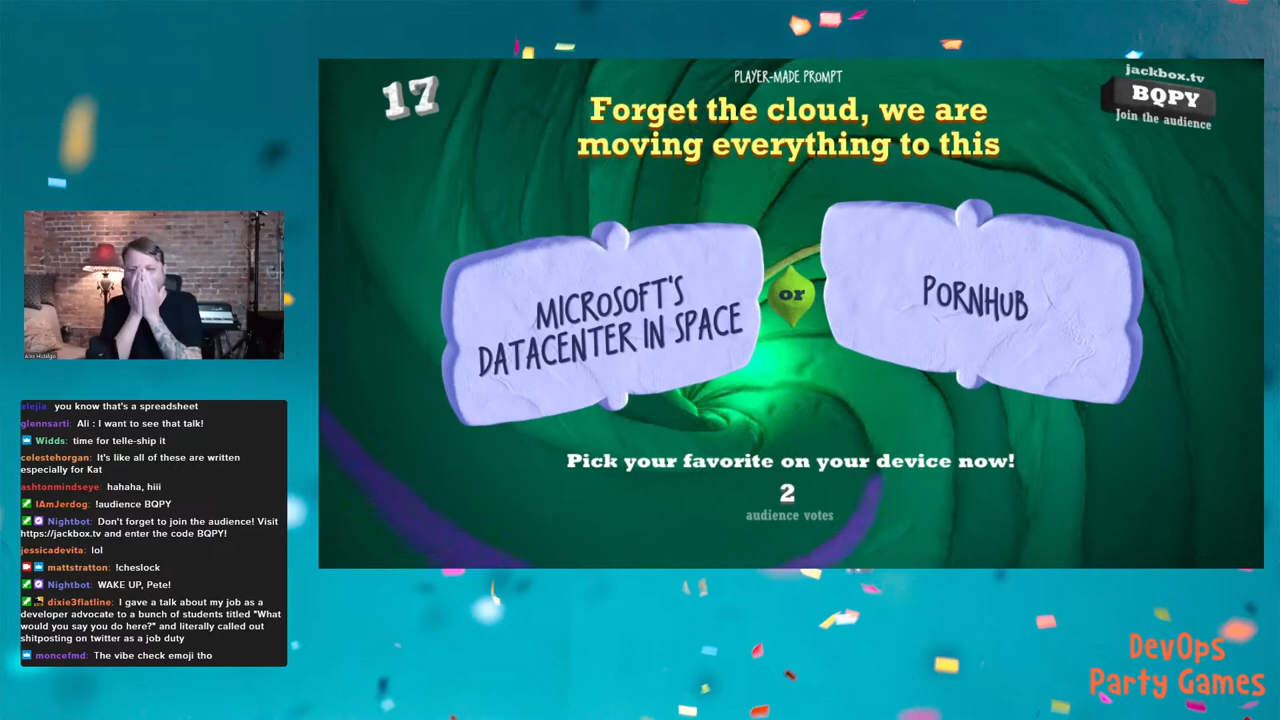 17
PLAYER-MADE PROMPT
Forget the cloud, we are
moving everything to this
jackbox.tv
BQPY
Join the audience
MICROSOFT'S
DATACENTER IN SPACE
or
PORNHUB
Pick your favorite on your device now!
2
audience votes
Alex Hidalgo
elejia: you know that's a spreadsheet
glennsarti: Ali : I want to see that talk!
Widds: time for telle-ship it
celestehorgan: It's like all of these are written
especially for Kat
ashtonmindseye: hahaha, hiii
IAmJerdog: !audience BQPY
Nightbot: Don't forget to join the audience! Visit
https://jackbox.tv and enter the code BQPY!
jessicadevita: lol
mattstratton: !cheslock
Nightbot: WAKE UP, Pete!
dixie3flatline: I gave a talk about my job as a
developer advocate to a bunch of students titled "What
would you say you do here?" and literally called out
shitposting on twitter as a job duty
moncefmd: The vibe check emoji tho
DevOps
Party Games